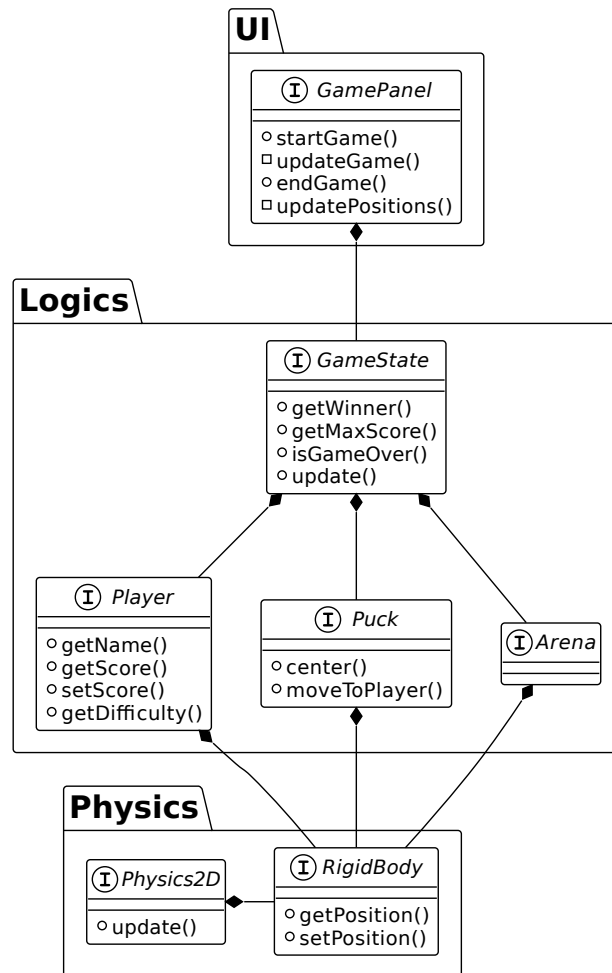 UI
I GamePanel
startGame()
updateGame()
endGame()
updatePositions()
Logics
I GameState
getWinner()
getMaxScore()
isGameOver()
update()
I Player
getName()
getScore()
setScore()
getDifficulty()
I Puck
center()
moveToPlayer()
I Arena
Physics
I Physics2D
update()
I RigidBody
getPosition()
setPosition()